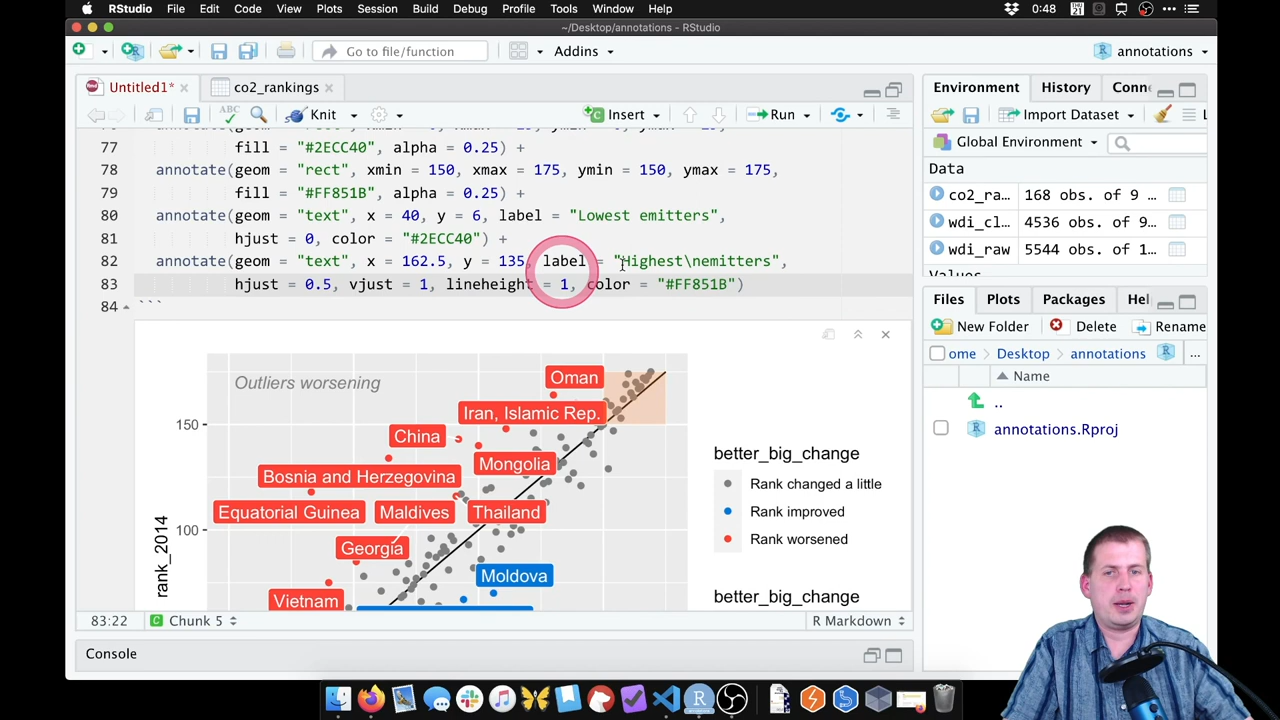 RStudio File Edit Code View Plots Session Build Debug Profile Tools Window Help 0:48 THU 21
~/Desktop/annotations - RStudio
Go to file/function Addins annotations
Untitled1* co2_rankings Environment History Conn
ABC Knit Insert Run Import Dataset L
Global Environment
77 fill = "#2ECC40", alpha = 0.25) +
78 annotate(geom = "rect", xmin = 150, xmax = 175, ymin = 150, ymax = 175,
79 fill = "#FF851B", alpha = 0.25) +
80 annotate(geom = "text", x = 40, y = 6, label = "Lowest emitters",
81 hjust = 0, color = "#2ECC40") +
82 annotate(geom = "text", x = 162.5, y = 135, label = "Highest\nemitters",
83 hjust = 0.5, vjust = 1, lineheight = 1, color = "#FF851B")
84 ```
Data
co2_ra… 168 obs. of 9 …
wdi_cl… 4536 obs. of 9…
wdi_raw 5544 obs. of 1…
Values
Files Plots Packages Hel
New Folder Delete Rename
ome Desktop annotations ...
Name
..
annotations.Rproj
Outliers worsening
Oman
Iran, Islamic Rep.
150
China
Mongolia
Bosnia and Herzegovina
Equatorial Guinea Maldives Thailand
100
Georgia
Moldova
Vietnam
rank_2014
better_big_change
Rank changed a little
Rank improved
Rank worsened
better_big_change
83:22 Chunk 5 R Markdown
Console